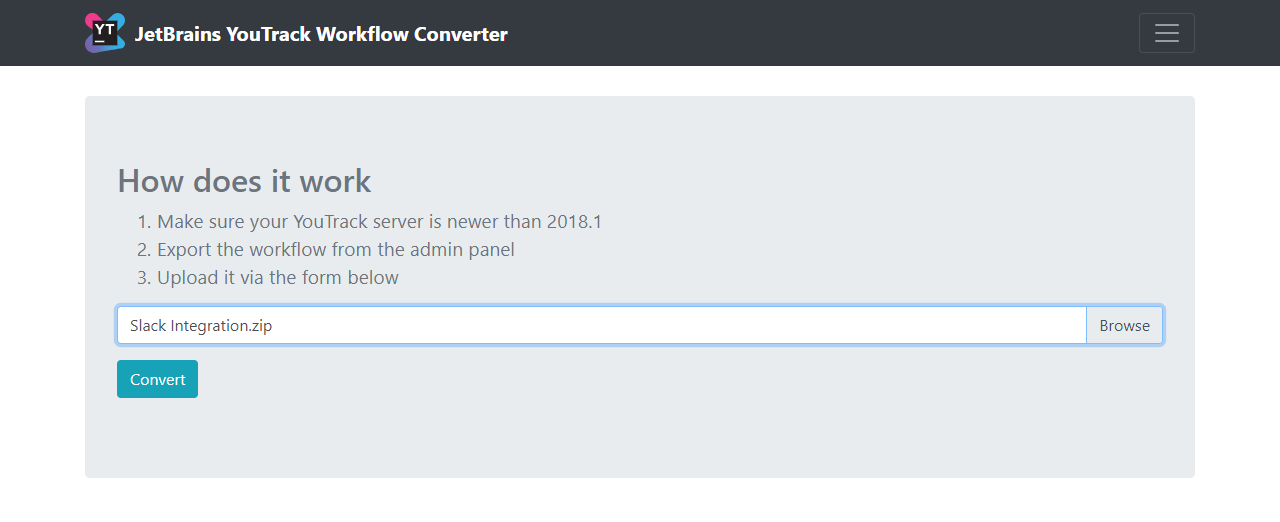 YT JetBrains YouTrack Workflow Converter
How does it work
1. Make sure your YouTrack server is newer than 2018.1
2. Export the workflow from the admin panel
3. Upload it via the form below
Slack Integration.zip Browse
Convert